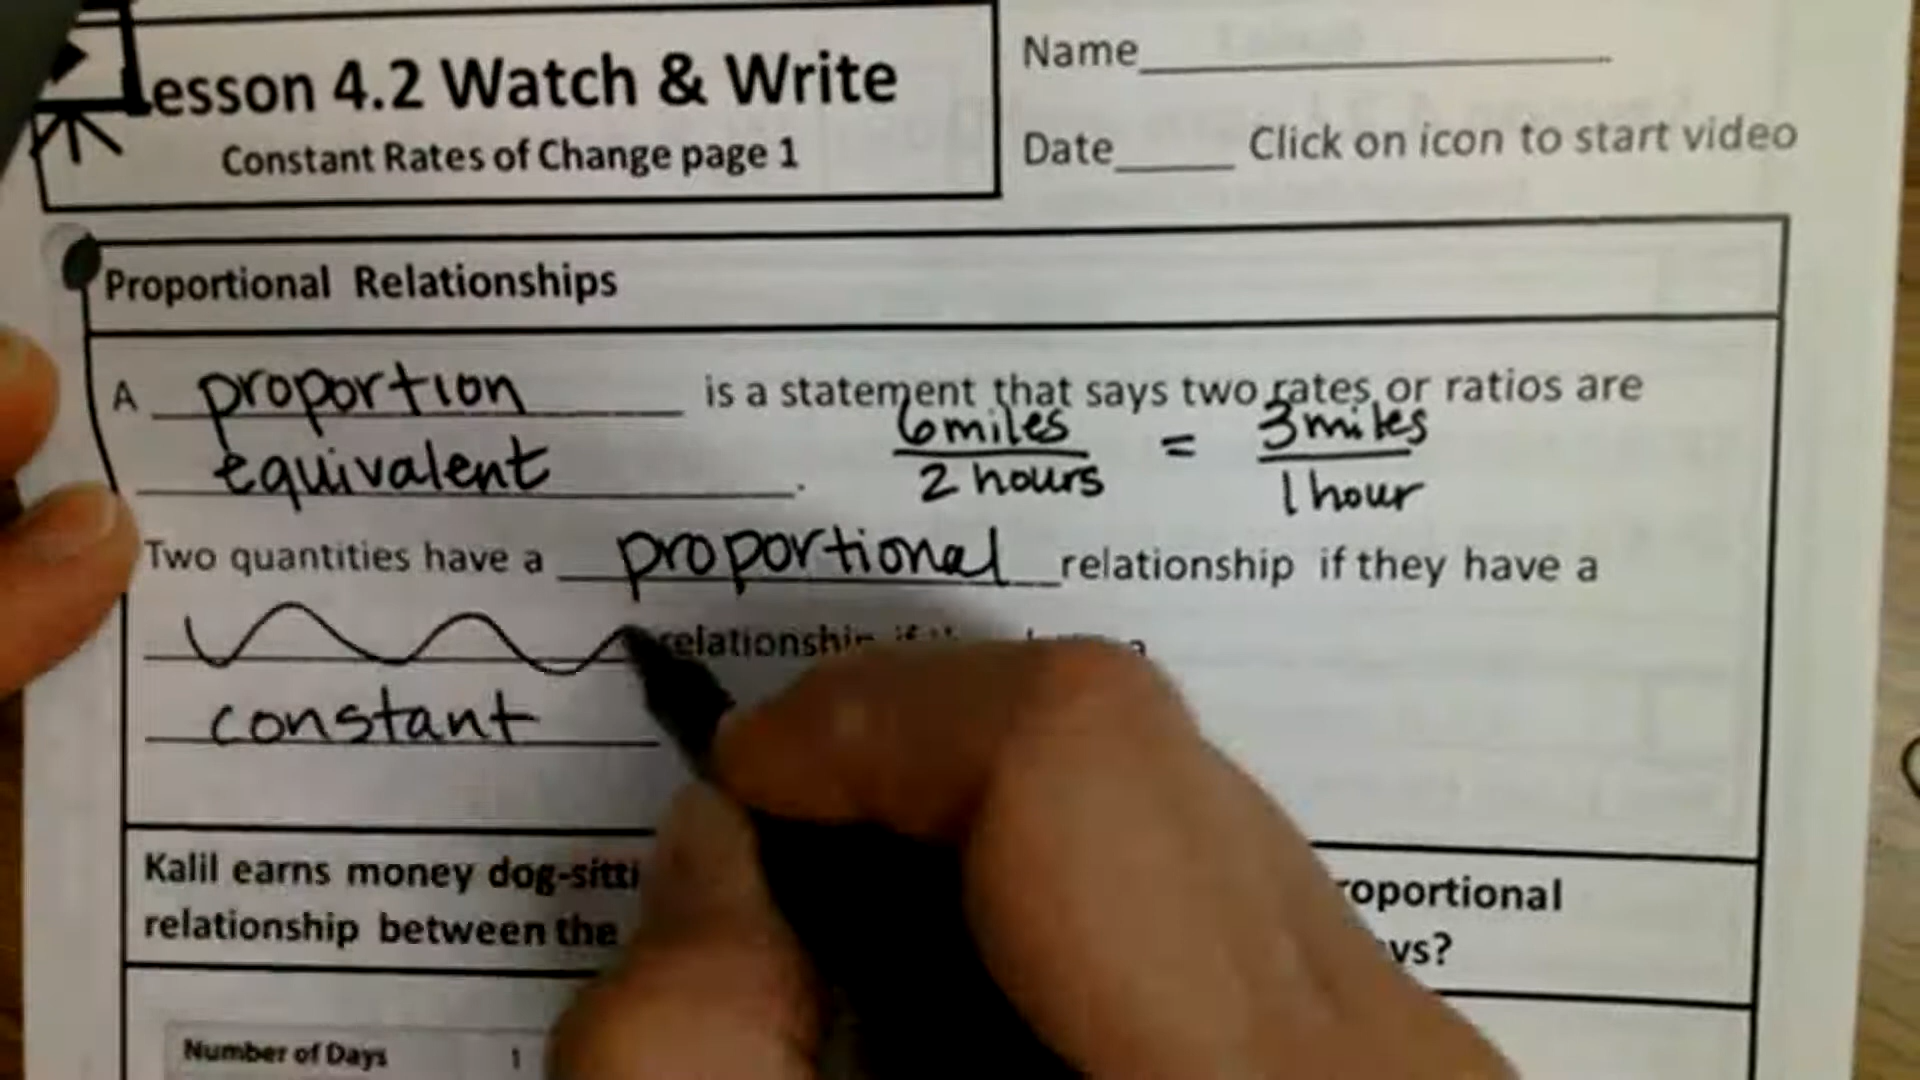 Lesson 4.2 Watch & Write
Constant Rates of Change page 1
Name
Date Click on icon to start video
Proportional Relationships
A proportion is a statement that says two rates or ratios are
equivalent . 6 miles / 2 hours = 3 miles / 1 hour
Two quantities have a proportional relationship if they have a
relationship if
constant
Kalil earns money dog-sitti
relationship between the
roportional
ys?
Number of Days 1